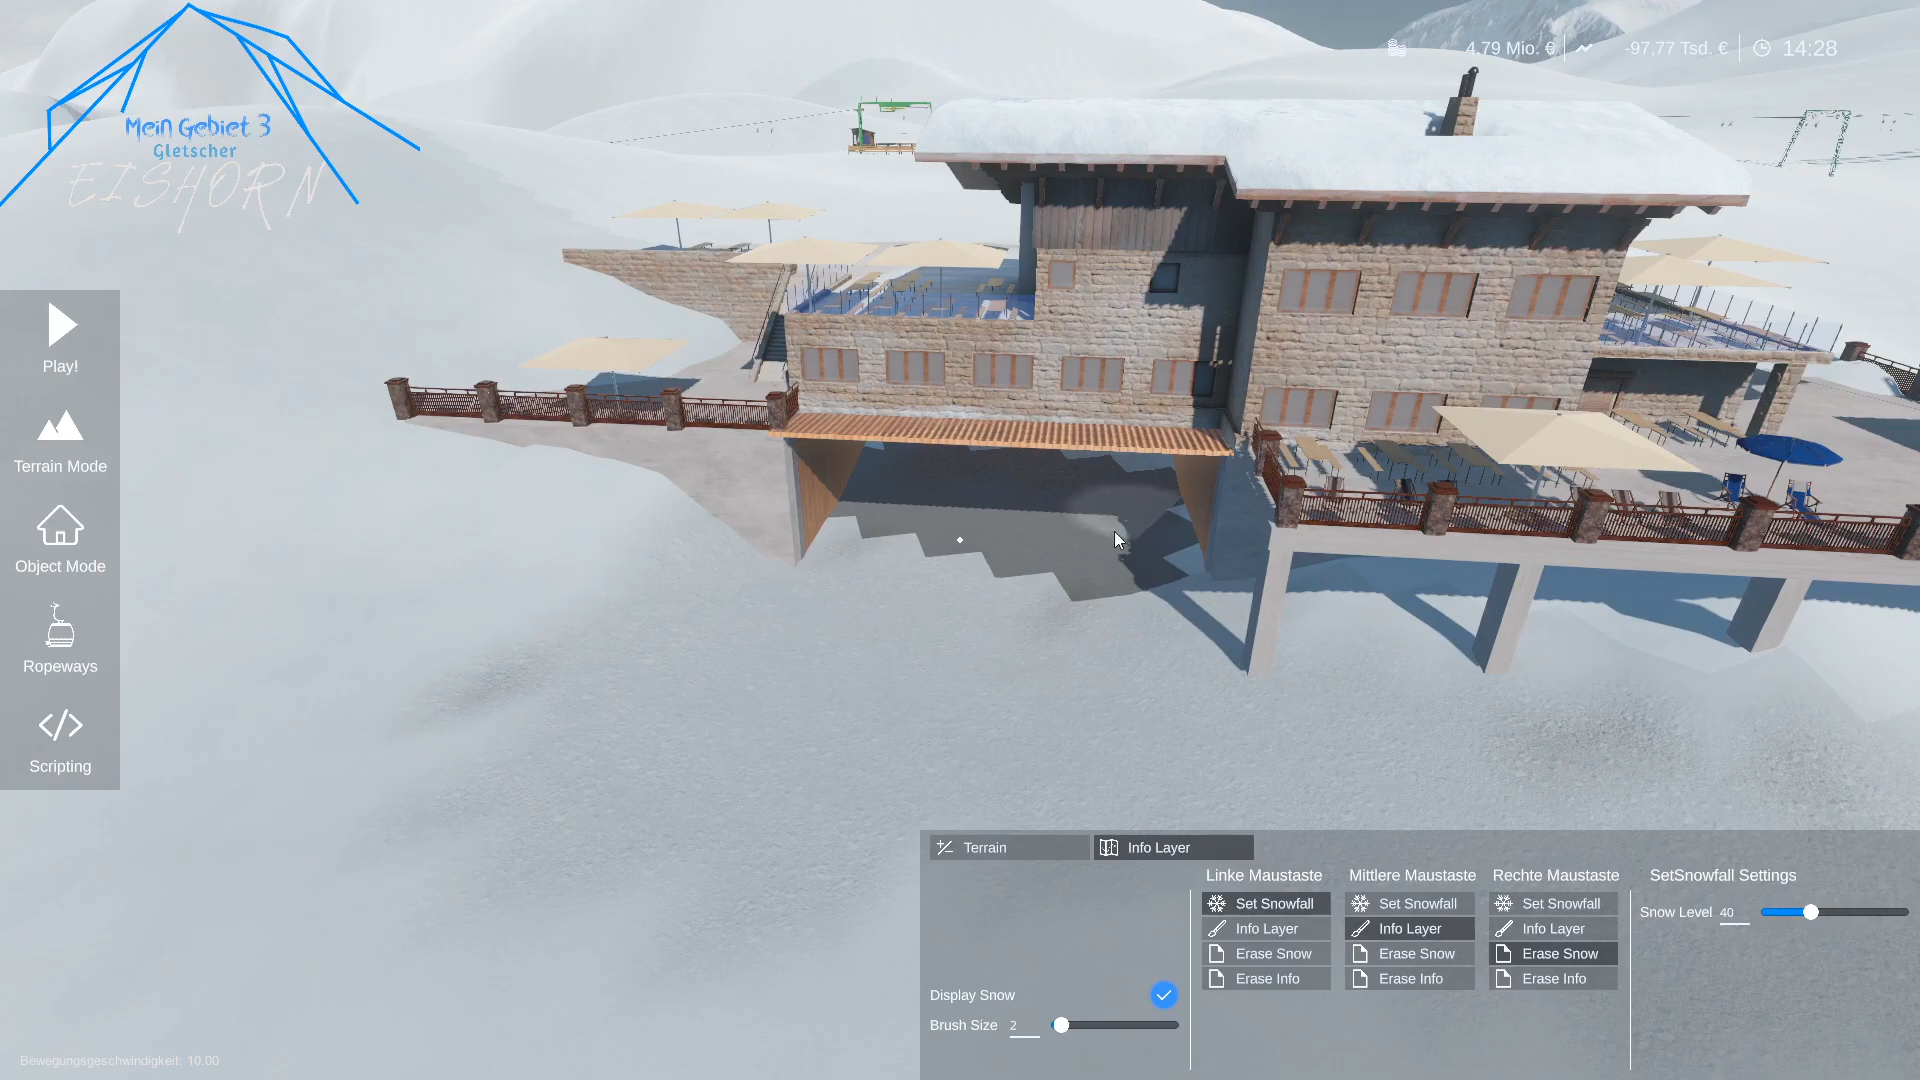 Mein Gebiet 3
Gletscher
EISHORN
4,79 Mio. €
-97,77 Tsd. €
14:28
Play!
Terrain Mode
Object Mode
Ropeways
Scripting
Terrain
Info Layer
Linke Maustaste
Mittlere Maustaste
Rechte Maustaste
SetSnowfall Settings
Set Snowfall
Set Snowfall
Set Snowfall
Snow Level 40
Info Layer
Info Layer
Info Layer
Erase Snow
Erase Snow
Erase Snow
Erase Info
Erase Info
Erase Info
Display Snow
Brush Size 2
Bewegungsgeschwindigkeit: 10.00